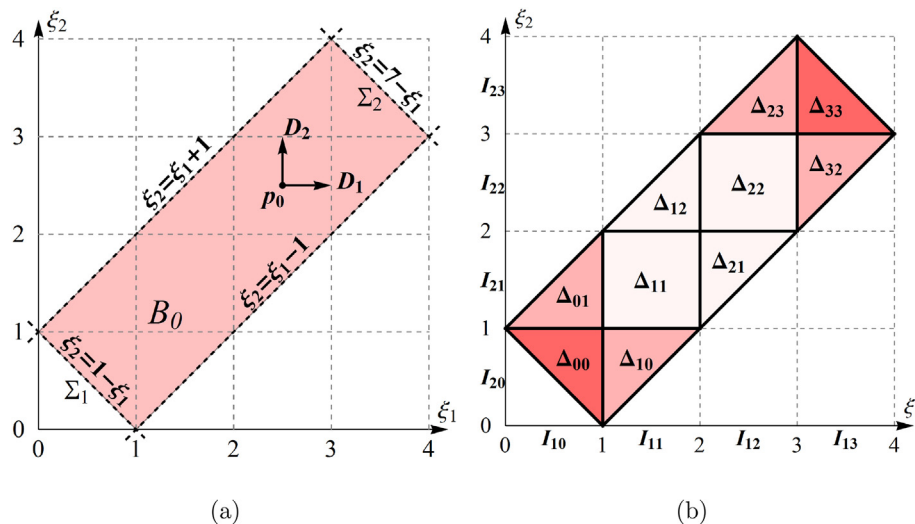 ξ₂
4
3
2
1
0
0
1
2
3
4
ξ₁
ξ₂=ξ₁+1
ξ₂=7−ξ₁
Σ₂
D₂
D₁
p₀
ξ₂=ξ₁−1
B₀
ξ₂=1−ξ₁
Σ₁
(a)
ξ₂
4
3
2
1
0
I₂₃
I₂₂
I₂₁
I₂₀
Δ₂₃
Δ₃₃
Δ₁₂
Δ₂₂
Δ₃₂
Δ₀₁
Δ₁₁
Δ₂₁
Δ₀₀
Δ₁₀
0
1
2
3
4
I₁₀
I₁₁
I₁₂
I₁₃
ξ
(b)